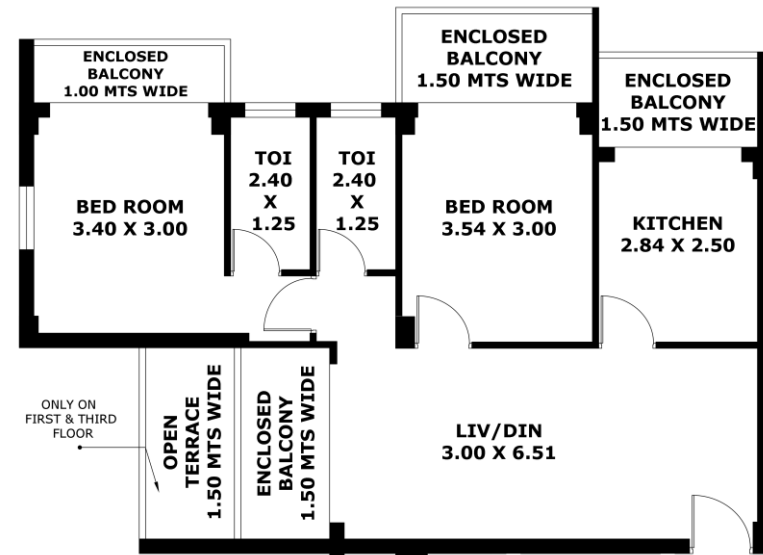 ENCLOSED
BALCONY
1.00 MTS WIDE
ENCLOSED
BALCONY
1.50 MTS WIDE
ENCLOSED
BALCONY
1.50 MTS WIDE
BED ROOM
3.40 X 3.00
TOI
2.40
X
1.25
TOI
2.40
X
1.25
BED ROOM
3.54 X 3.00
KITCHEN
2.84 X 2.50
ONLY ON
FIRST & THIRD
FLOOR
OPEN
TERRACE
1.50 MTS WIDE
ENCLOSED
BALCONY
1.50 MTS WIDE
LIV/DIN
3.00 X 6.51